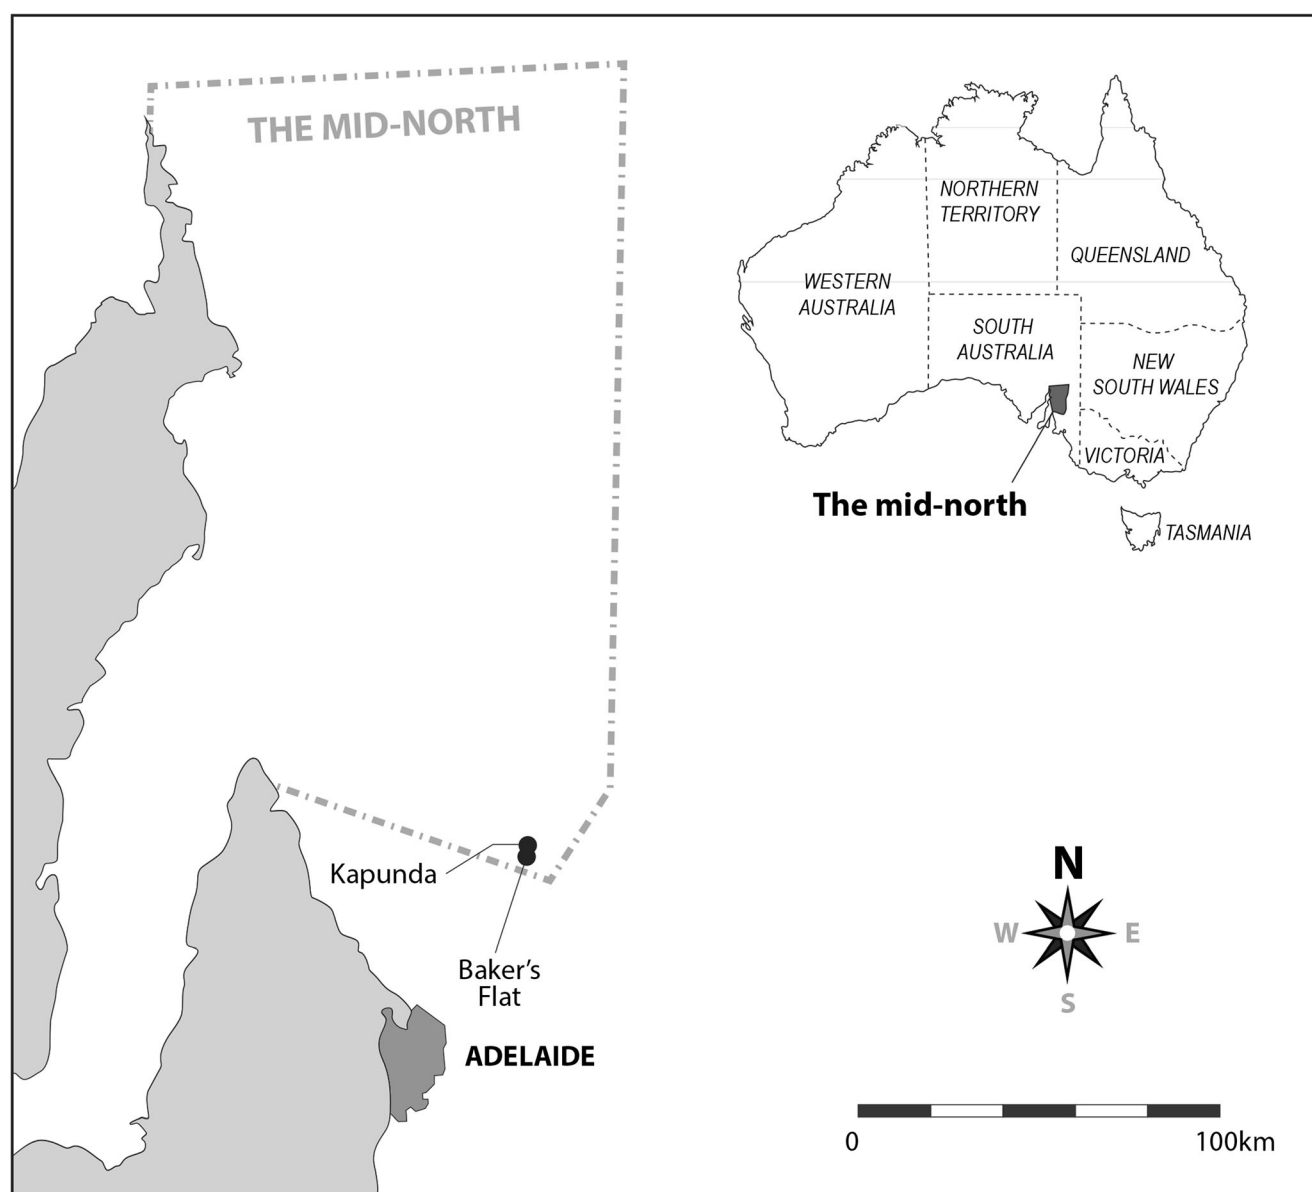 THE MID-NORTH
NORTHERN
TERRITORY
QUEENSLAND
WESTERN
AUSTRALIA
SOUTH
AUSTRALIA
NEW
SOUTH WALES
VICTORIA
The mid-north
TASMANIA
Kapunda
Baker’s
Flat
ADELAIDE
N
W
E
S
0
100km